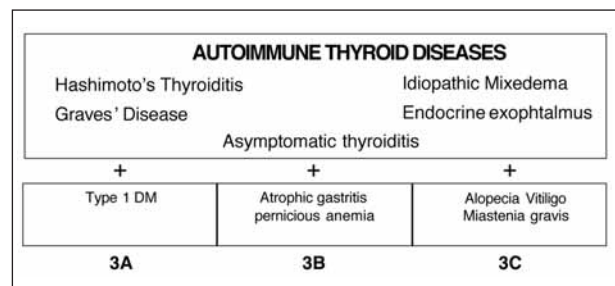 AUTOIMMUNE THYROID DISEASES
Hashimoto's Thyroiditis Idiopathic Mixedema
Graves' Disease Endocrine exophtalmus
Asymptomatic thyroiditis
+ + +
Type 1 DM Atrophic gastritis Alopecia Vitiligo
pernicious anemia Miastenia gravis
3A 3B 3C